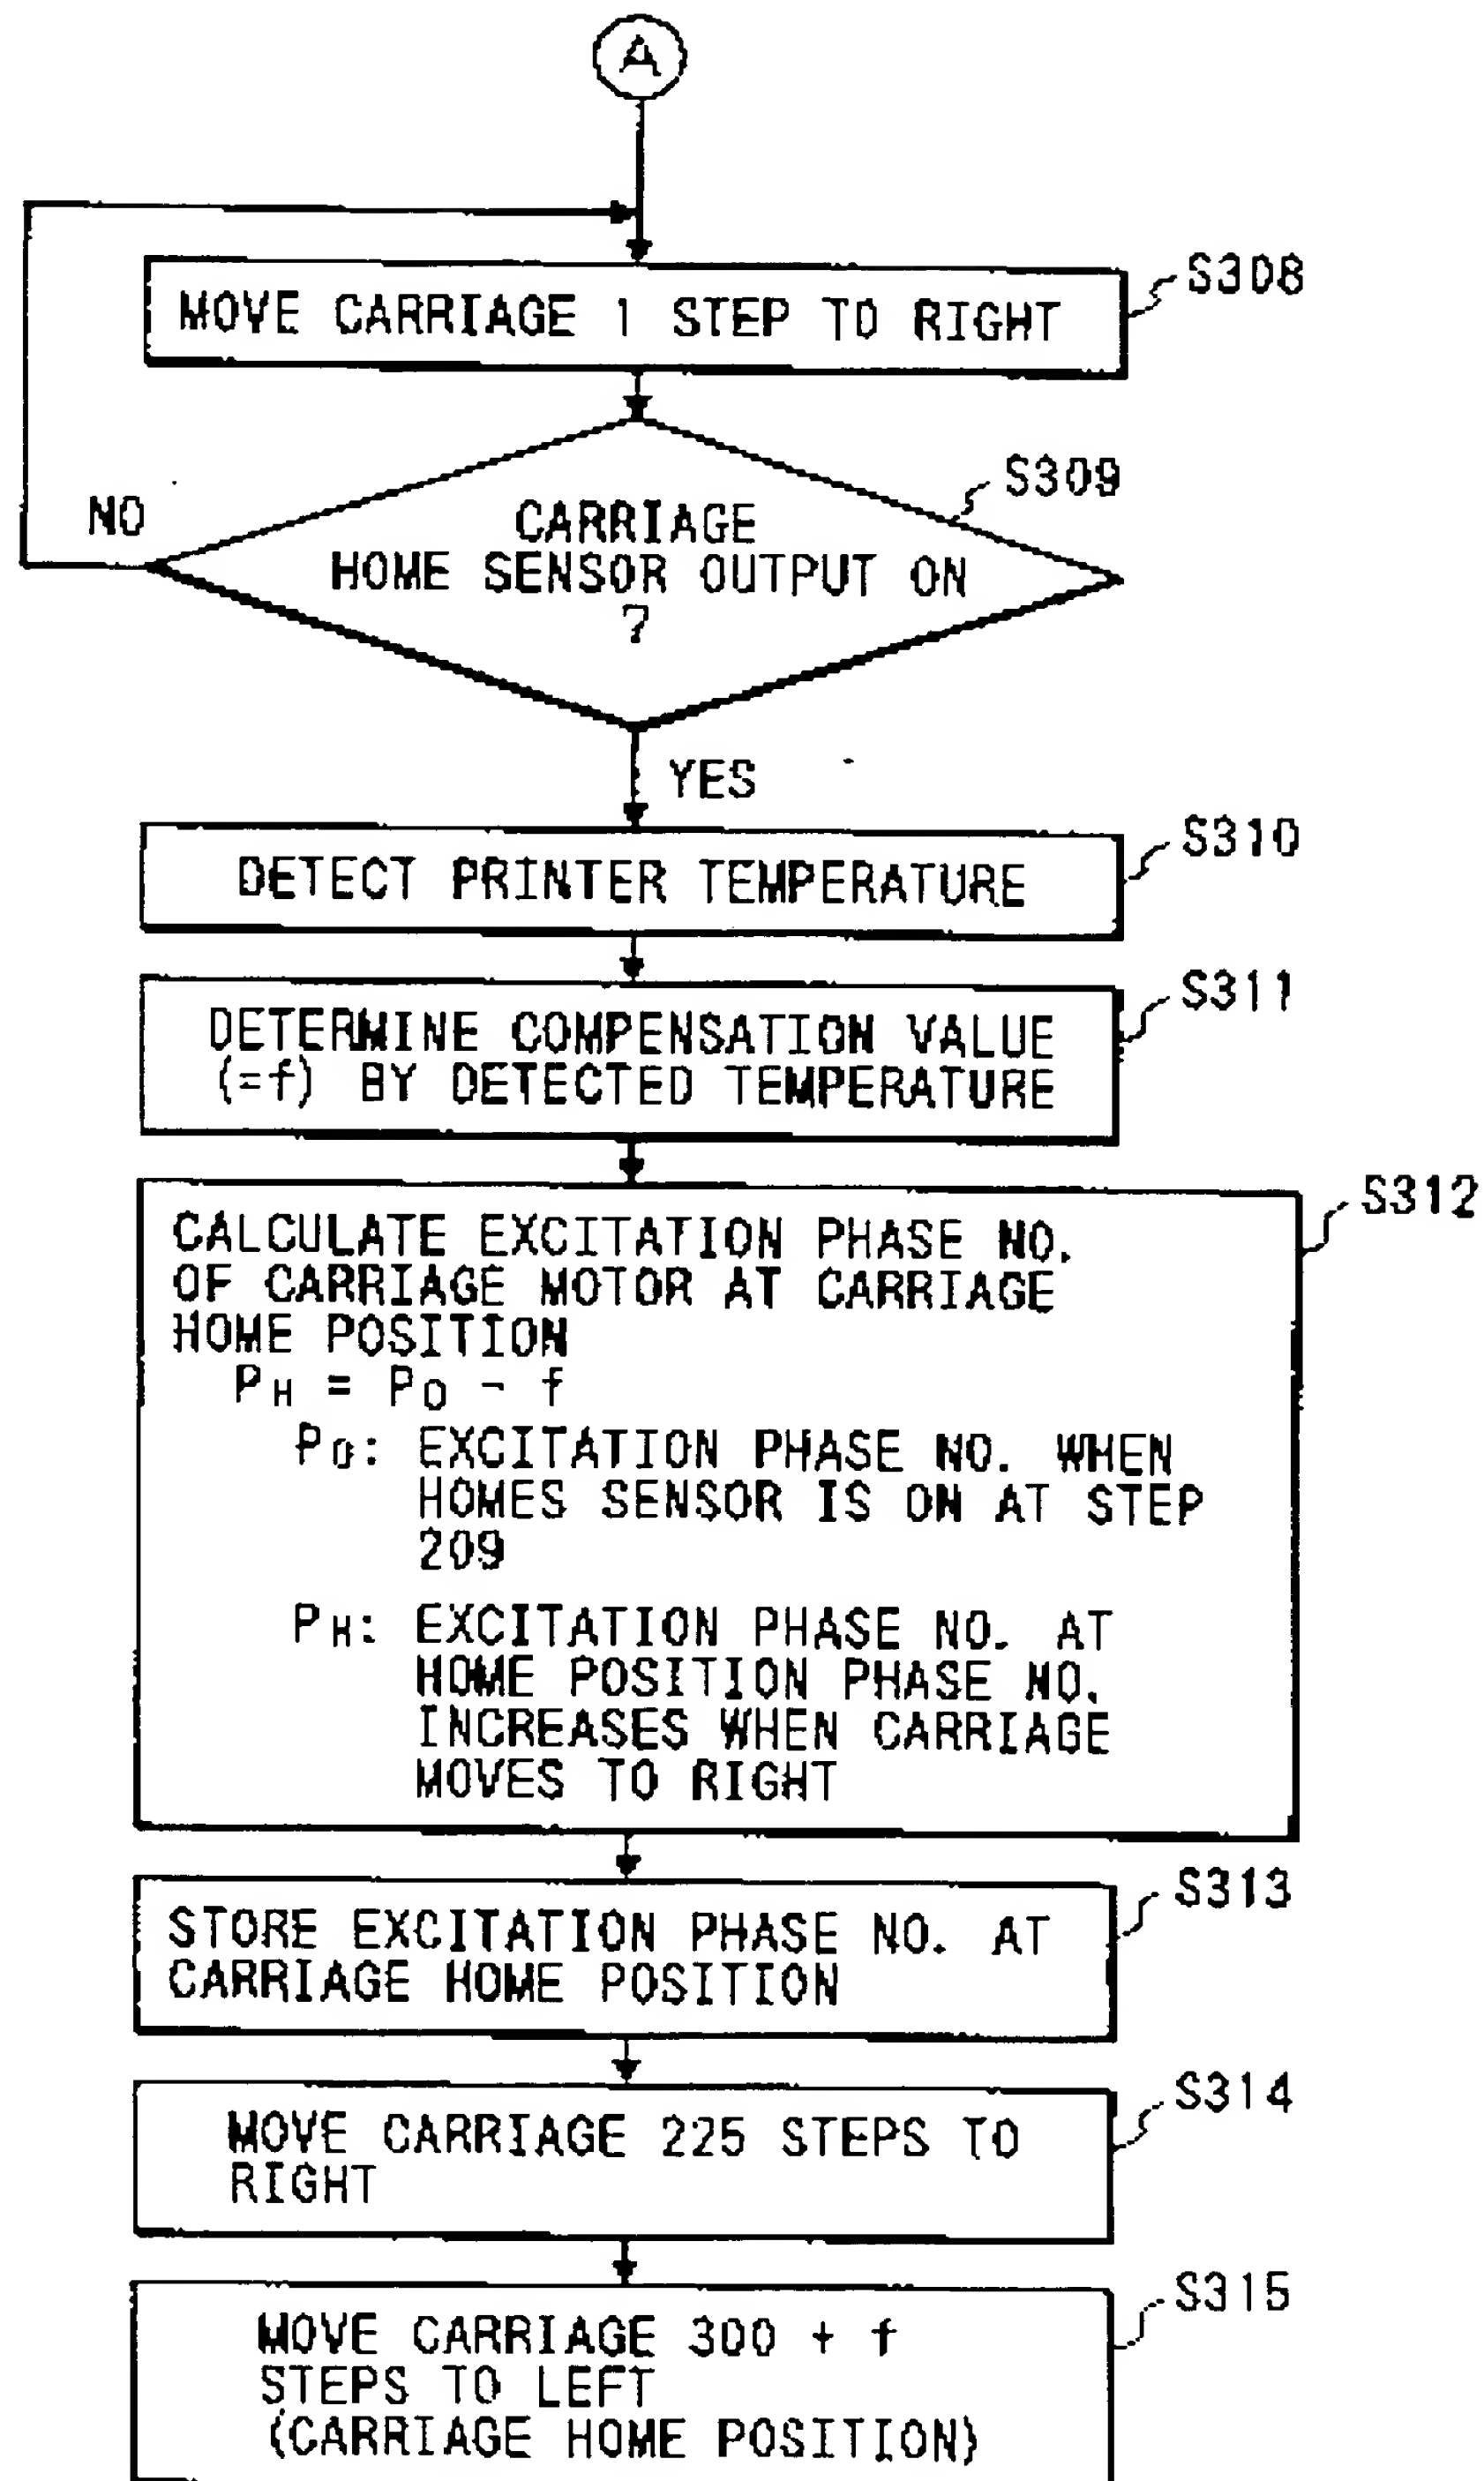 A
MOVE CARRIAGE 1 STEP TO RIGHT
S308
S309
NO
CARRIAGE
HOME SENSOR OUTPUT ON
?
YES
DETECT PRINTER TEMPERATURE
S310
DETERMINE COMPENSATION VALUE
(=f) BY DETECTED TEMPERATURE
S311
CALCULATE EXCITATION PHASE NO.
OF CARRIAGE MOTOR AT CARRIAGE
HOME POSITION
PH = PO - f
PO: EXCITATION PHASE NO. WHEN
HOMES SENSOR IS ON AT STEP
209
PH: EXCITATION PHASE NO. AT
HOME POSITION PHASE NO.
INCREASES WHEN CARRIAGE
MOVES TO RIGHT
S312
STORE EXCITATION PHASE NO. AT
CARRIAGE HOME POSITION
S313
MOVE CARRIAGE 225 STEPS TO
RIGHT
S314
MOVE CARRIAGE 300 + f
STEPS TO LEFT
(CARRIAGE HOME POSITION)
S315